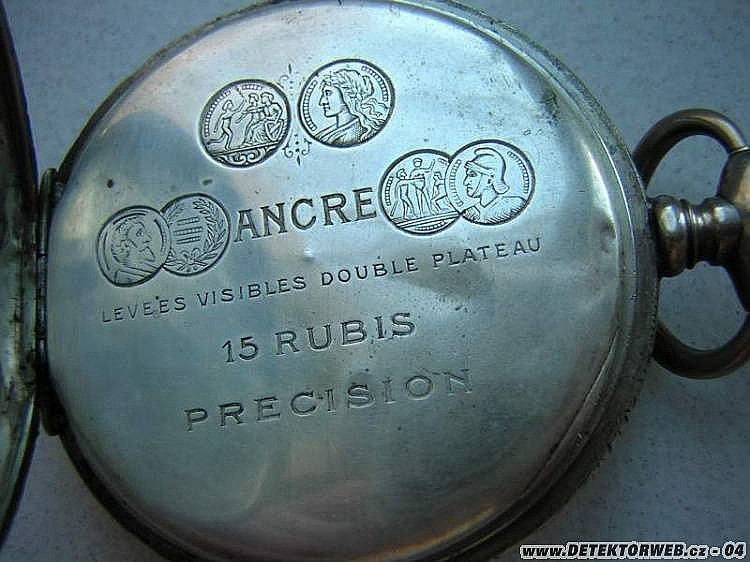 ANCRE
LEVEES VISIBLES DOUBLE PLATEAU
15 RUBIS
PRECISION
www.DETEKTORWEB.cz - 04